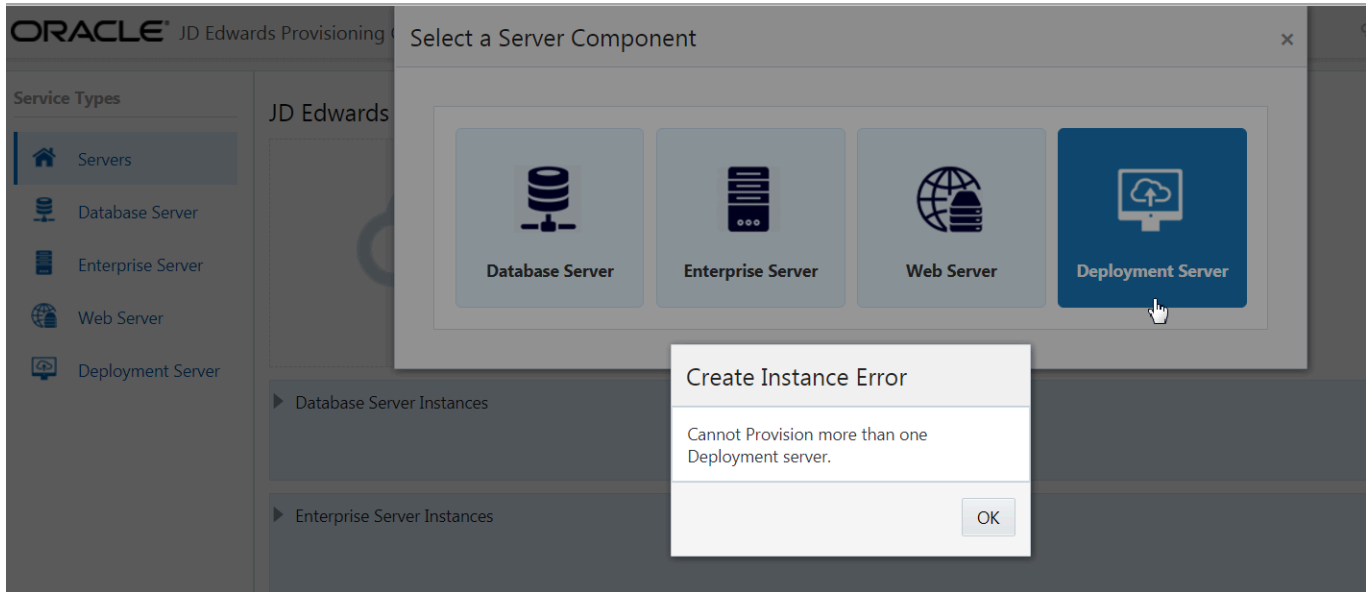 ORACLE JD Edwards Provisioning
Select a Server Component
×
Service Types
Servers
Database Server
Enterprise Server
Web Server
Deployment Server
JD Edwards
Database Server
Enterprise Server
Web Server
Deployment Server
Create Instance Error
Cannot Provision more than one
Deployment server.
OK
Database Server Instances
Enterprise Server Instances